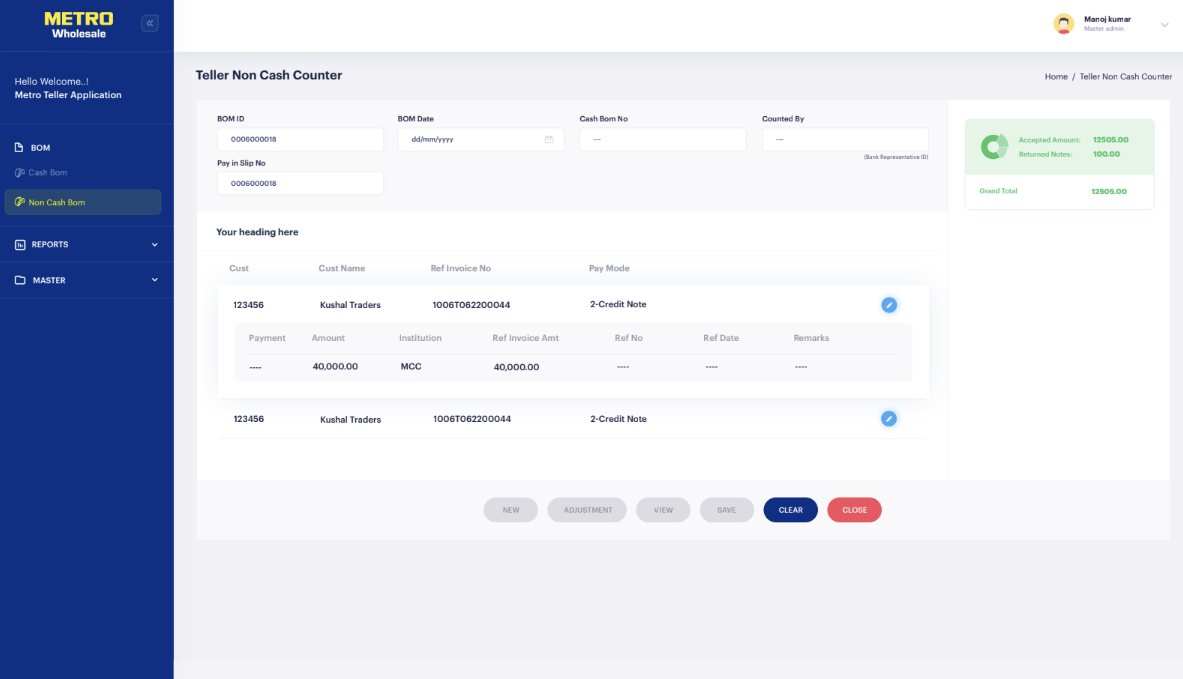 METRO
Wholesale
Manoj kumar
Master admin
Hello Welcome..!
Metro Teller Application
BOM
Cash Bom
Non Cash Bom
REPORTS
MASTER
Teller Non Cash Counter
Home / Teller Non Cash Counter
BOM ID
BOM Date
Cash Bom No
Counted By
0006000018
dd/mm/yyyy
---
---
(Bank Representative ID)
Pay in Slip No
0006000018
Accepted Amount: 12505.00
Returned Notes: 100.00
Grand Total 12505.00
Your heading here
Cust Cust Name Ref Invoice No Pay Mode
123456 Kushal Traders 1006T062200044 2-Credit Note
Payment Amount Institution Ref Invoice Amt Ref No Ref Date Remarks
---- 40,000.00 MCC 40,000.00 ---- ---- ----
123456 Kushal Traders 1006T062200044 2-Credit Note
NEW ADJUSTMENT VIEW SAVE CLEAR CLOSE